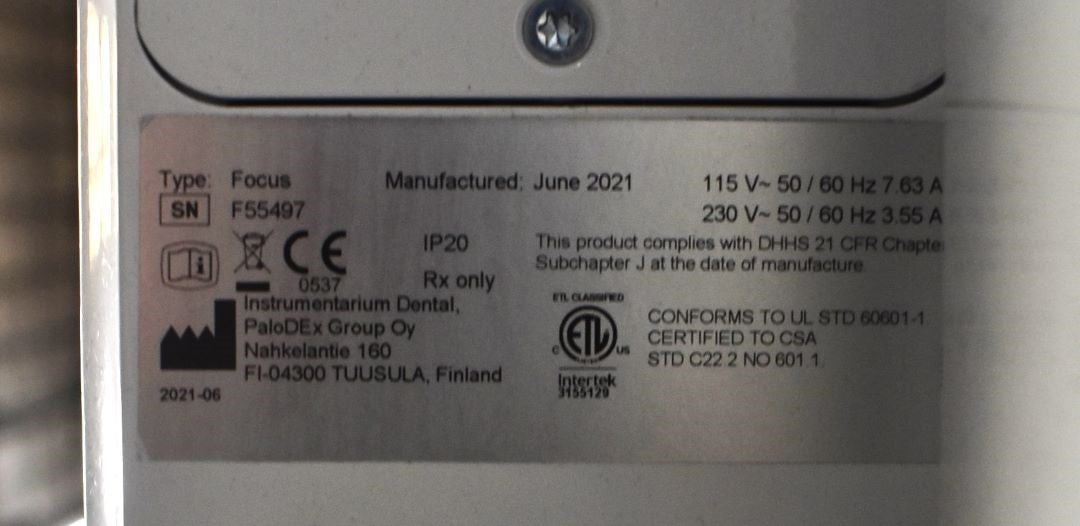 Type: Focus
Manufactured: June 2021
115 V~ 50 / 60 Hz 7.63 A
SN F55497
230 V~ 50 / 60 Hz 3.55 A
CE
0537
IP20
Rx only
This product complies with DHHS 21 CFR
Subchapter J at the date of manufacture.
Instrumentarium Dental,
PaloDEx Group Oy
Nahkelantie 160
FI-04300 TUUSULA, Finland
2021-06
ETL CLASSIFIED
C ETL US
Intertek
3155129
CONFORMS TO UL STD 60601-1
CERTIFIED TO CSA
STD C22.2 NO 601.1